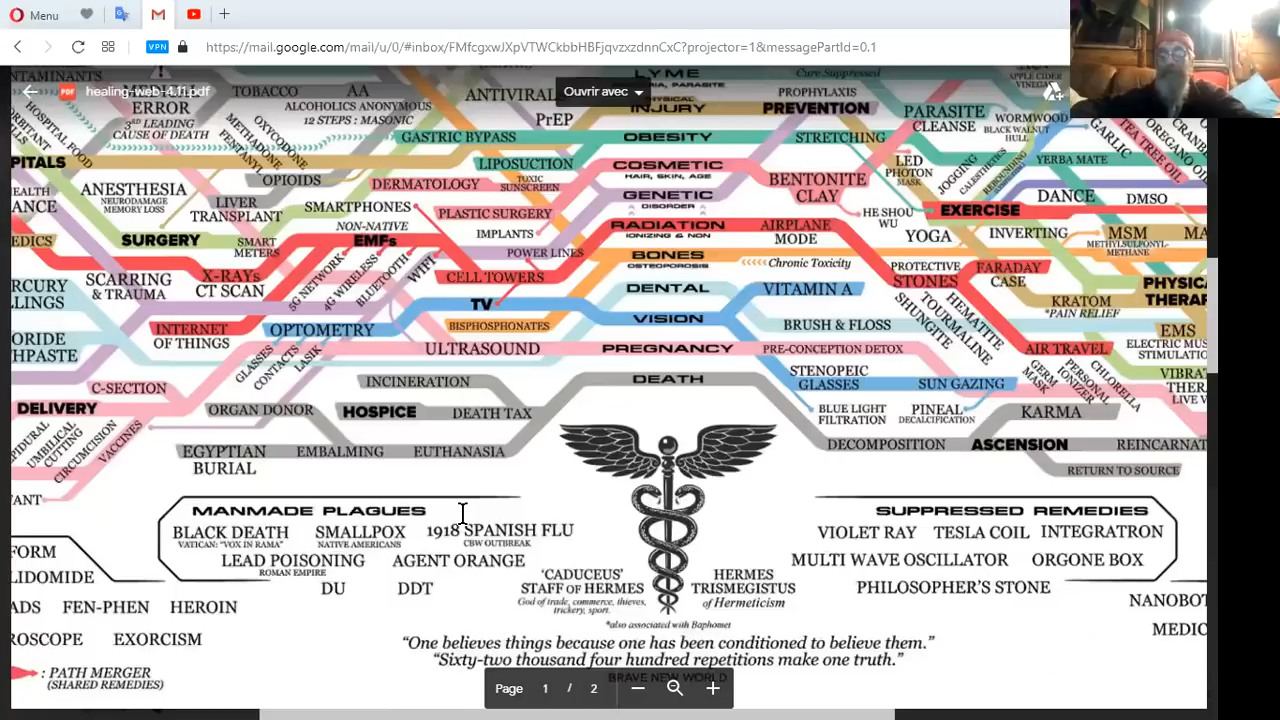 Menu
VPN
https://mail.google.com/mail/u/0/#inbox/FMfcgxwJXpVTWCkbbHBFjqvzxzdnnCxC?projector=1&messagePartId=0.1
PDF healing-web-4.11.pdf
Ouvrir avec
LYME
Cure Suppressed
APPLE CIDER
VINEGAR
TOBACCO
AA
ANTIVIRAL
PROPHYLAXIS
ERROR
ALCOHOLICS ANONYMOUS
INJURY
PREVENTION
PARASITE
CLEANSE
WORMWOOD
3RD LEADING
CAUSE OF DEATH
12 STEPS : MASONIC
PrEP
BLACK WALNUT
HULL
HOSPITAL FOOD
METHADONE
FENTANYL
OXYCODONE
GASTRIC BYPASS
OBESITY
STRETCHING
GARLIC
TEA TREE OIL
OREGANO OIL
PITALS
OPIOIDS
LIPOSUCTION
COSMETIC
HAIR, SKIN, AGE
LED
PHOTON
MASK
JOGGING
CALESTHETICS
REBOUNDING
YERBA MATE
ANESTHESIA
NEURODAMAGE
MEMORY LOSS
DERMATOLOGY
TOXIC
SUNSCREEN
BENTONITE
CLAY
GENETIC
DISORDER
DANCE
DMSO
LIVER
TRANSPLANT
SMARTPHONES
PLASTIC SURGERY
HE SHOU
WU
EXERCISE
NON-NATIVE
EMFs
IMPLANTS
RADIATION
IONIZING & NON
AIRPLANE
MODE
YOGA
INVERTING
MSM
METHYLSULFONYL-
METHANE
SURGERY
SMART
METERS
POWER LINES
BONES
OSTEOPOROSIS
Chronic Toxicity
PROTECTIVE
STONES
FARADAY
CASE
SCARRING
& TRAUMA
X-RAYs
CT SCAN
5G NETWORK
4G WIRELESS
BLUETOOTH
WIFI
CELL TOWERS
DENTAL
VITAMIN A
SHUNGITE
TOURMALINE
HEMATITE
KRATOM
*PAIN RELIEF
PHYSICAL
THERAPY
TV
VISION
INTERNET
OF THINGS
OPTOMETRY
BISPHOSPHONATES
BRUSH & FLOSS
EMS
ELECTRIC MUSCLE
STIMULATION
ULTRASOUND
PREGNANCY
PRE-CONCEPTION DETOX
AIR TRAVEL
GLASSES
CONTACTS
LASIK
STENOPEIC
GLASSES
SUN GAZING
GERM
MASK
PERSONAL
IONIZER
CHLORELLA
C-SECTION
INCINERATION
DEATH
DELIVERY
ORGAN DONOR
HOSPICE
DEATH TAX
BLUE LIGHT
FILTRATION
PINEAL
DECALCIFICATION
KARMA
UMBILICAL
CUTTING
CIRCUMCISION
VACCINES
EGYPTIAN
BURIAL
EMBALMING
EUTHANASIA
DECOMPOSITION
ASCENSION
REINCARNAT
RETURN TO SOURCE
MANMADE PLAGUES
SUPPRESSED REMEDIES
BLACK DEATH
VATICAN: "VOX IN RAMA"
SMALLPOX
NATIVE AMERICANS
1918 SPANISH FLU
CBW OUTBREAK
VIOLET RAY
TESLA COIL
INTEGRATRON
LEAD POISONING
ROMAN EMPIRE
AGENT ORANGE
MULTI WAVE OSCILLATOR
ORGONE BOX
DU
DDT
'CADUCEUS'
STAFF OF HERMES
God of trade, commerce, thieves,
trickery, sport.
HERMES
TRISMEGISTUS
of Hermeticism
PHILOSOPHER'S STONE
FORM
LIDOMIDE
ADS
FEN-PHEN
HEROIN
NANOBOT
*also associated with Baphomet
ROSCOPE
EXORCISM
MEDIC
"One believes things because one has been conditioned to believe them."
"Sixty-two thousand four hundred repetitions make one truth."
BRAVE NEW WORLD
: PATH MERGER
(SHARED REMEDIES)
Page 1 / 2